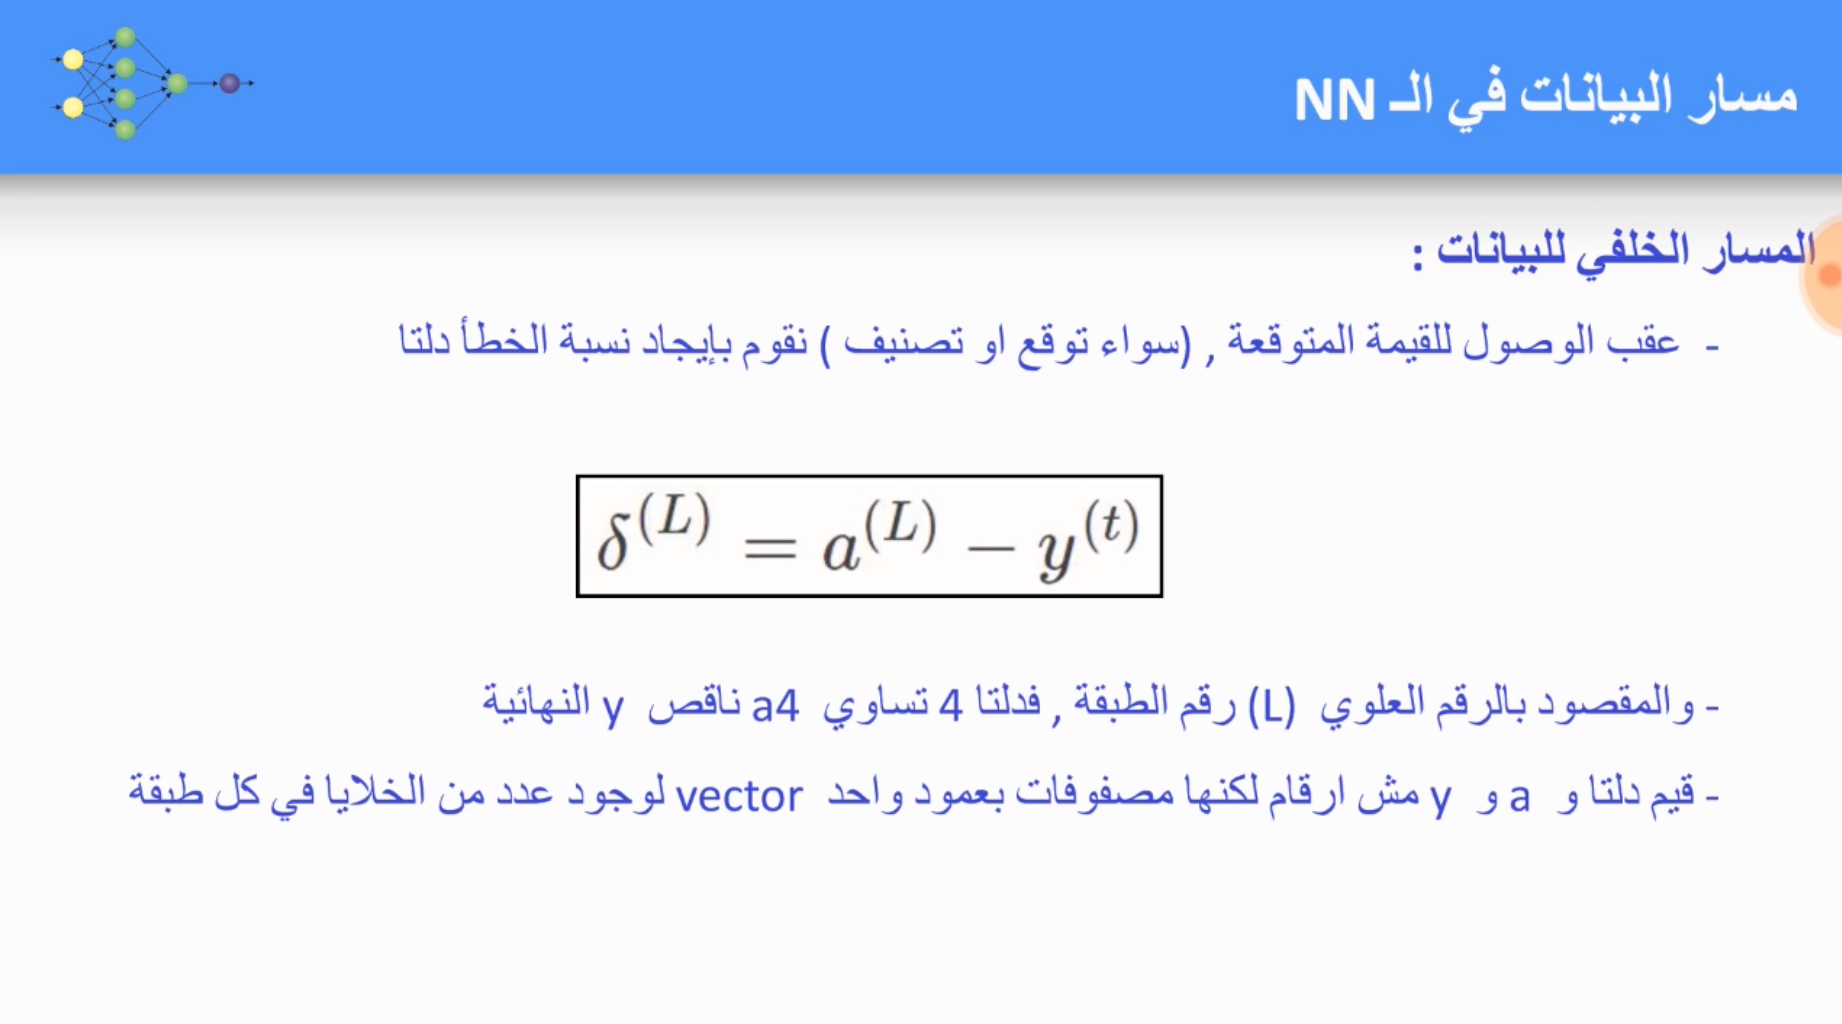 مسار البيانات في الـ NN
المسار الخلفي للبيانات :
- عقب الوصول للقيمة المتوقعة , (سواء توقع او تصنيف ) نقوم بإيجاد نسبة الخطأ دلتا
δ^(L) = a^(L) − y^(t)
- والمقصود بالرقم العلوي (L) رقم الطبقة , فدلتا 4 تساوي a4 ناقص y النهائية
- قيم دلتا و a و y مش ارقام لكنها مصفوفات بعمود واحد vector لوجود عدد من الخلايا في كل طبقة